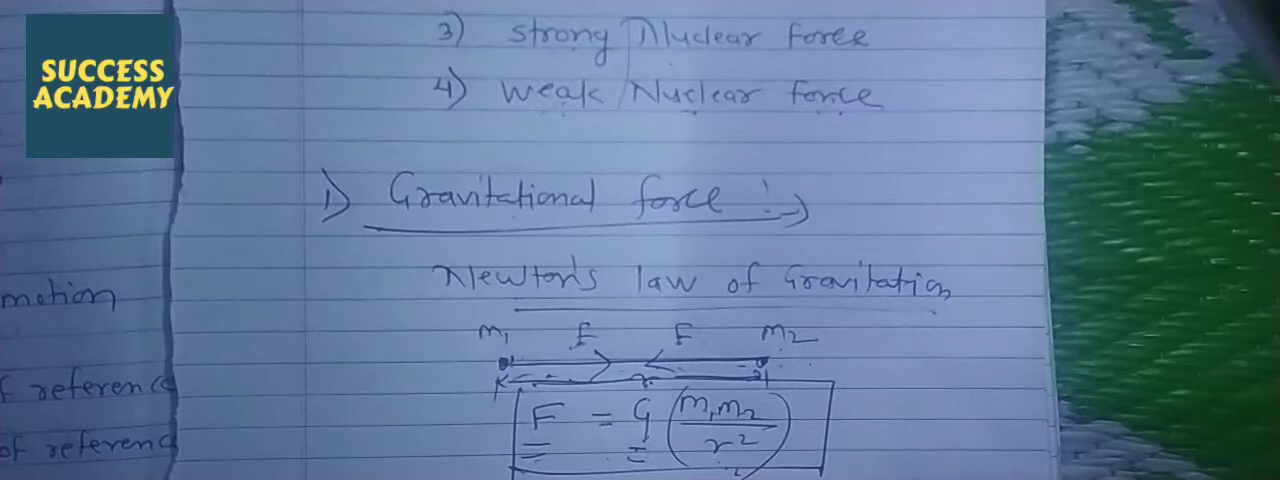 SUCCESS
ACADEMY
3) strong Nuclear force
4) weak Nuclear force
1) Gravitational force :→
Newton's law of Gravitation
m₁ F F m₂
r
F = G (m₁m₂ / r²)
motion
f reference
of referenc